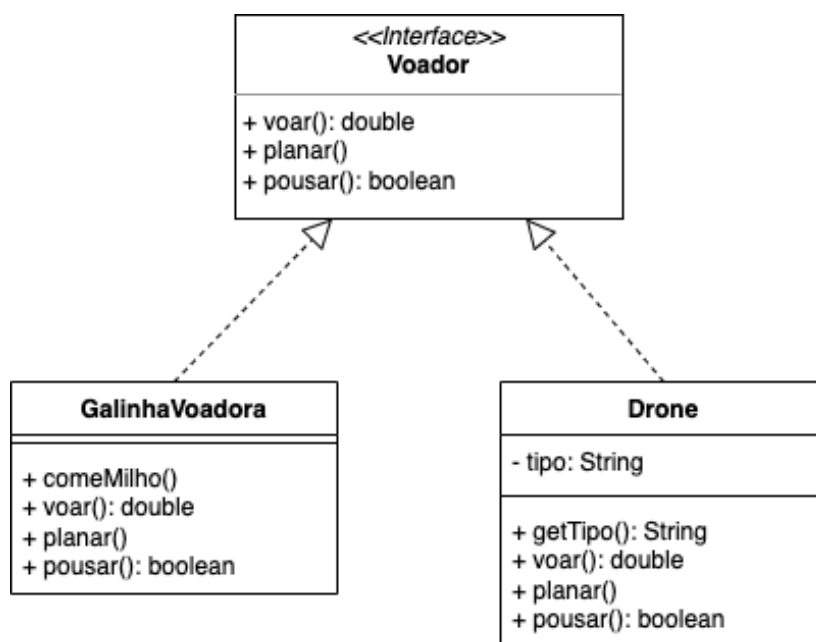 <<Interface>>
Voador
+ voar(): double
+ planar()
+ pousar(): boolean
GalinhaVoadora
+ comeMilho()
+ voar(): double
+ planar()
+ pousar(): boolean
Drone
- tipo: String
+ getTipo(): String
+ voar(): double
+ planar()
+ pousar(): boolean